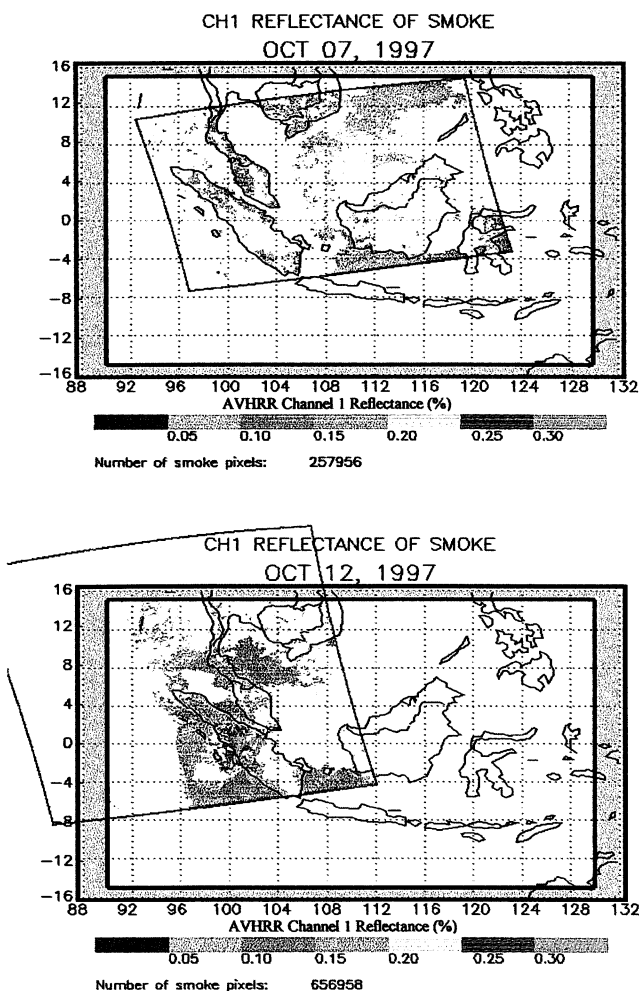 CH1 REFLECTANCE OF SMOKE
OCT 07, 1997
16
12
8
4
0
−4
−8
−12
−16
88 92 96 100 104 108 112 116 120 124 128 132
AVHRR Channel 1 Reflectance (%)
0.05 0.10 0.15 0.20 0.25 0.30
Number of smoke pixels: 257956
CH1 REFLECTANCE OF SMOKE
OCT 12, 1997
16
12
8
4
0
−4
−8
−12
−16
88 92 96 100 104 108 112 116 120 124 128 132
AVHRR Channel 1 Reflectance (%)
0.05 0.10 0.15 0.20 0.25 0.30
Number of smoke pixels: 656958